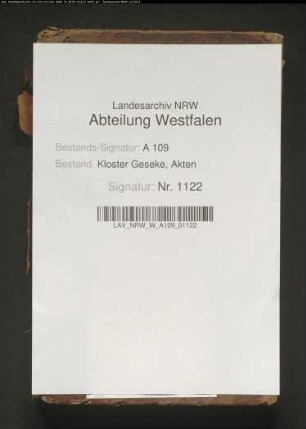 Landesarchiv NRW
Abteilung Westfalen
Bestands-Signatur: A 109
Bestand: Kloster Geseke, Akten
Signatur: Nr. 1122
LAV_NRW_W_A109_01122